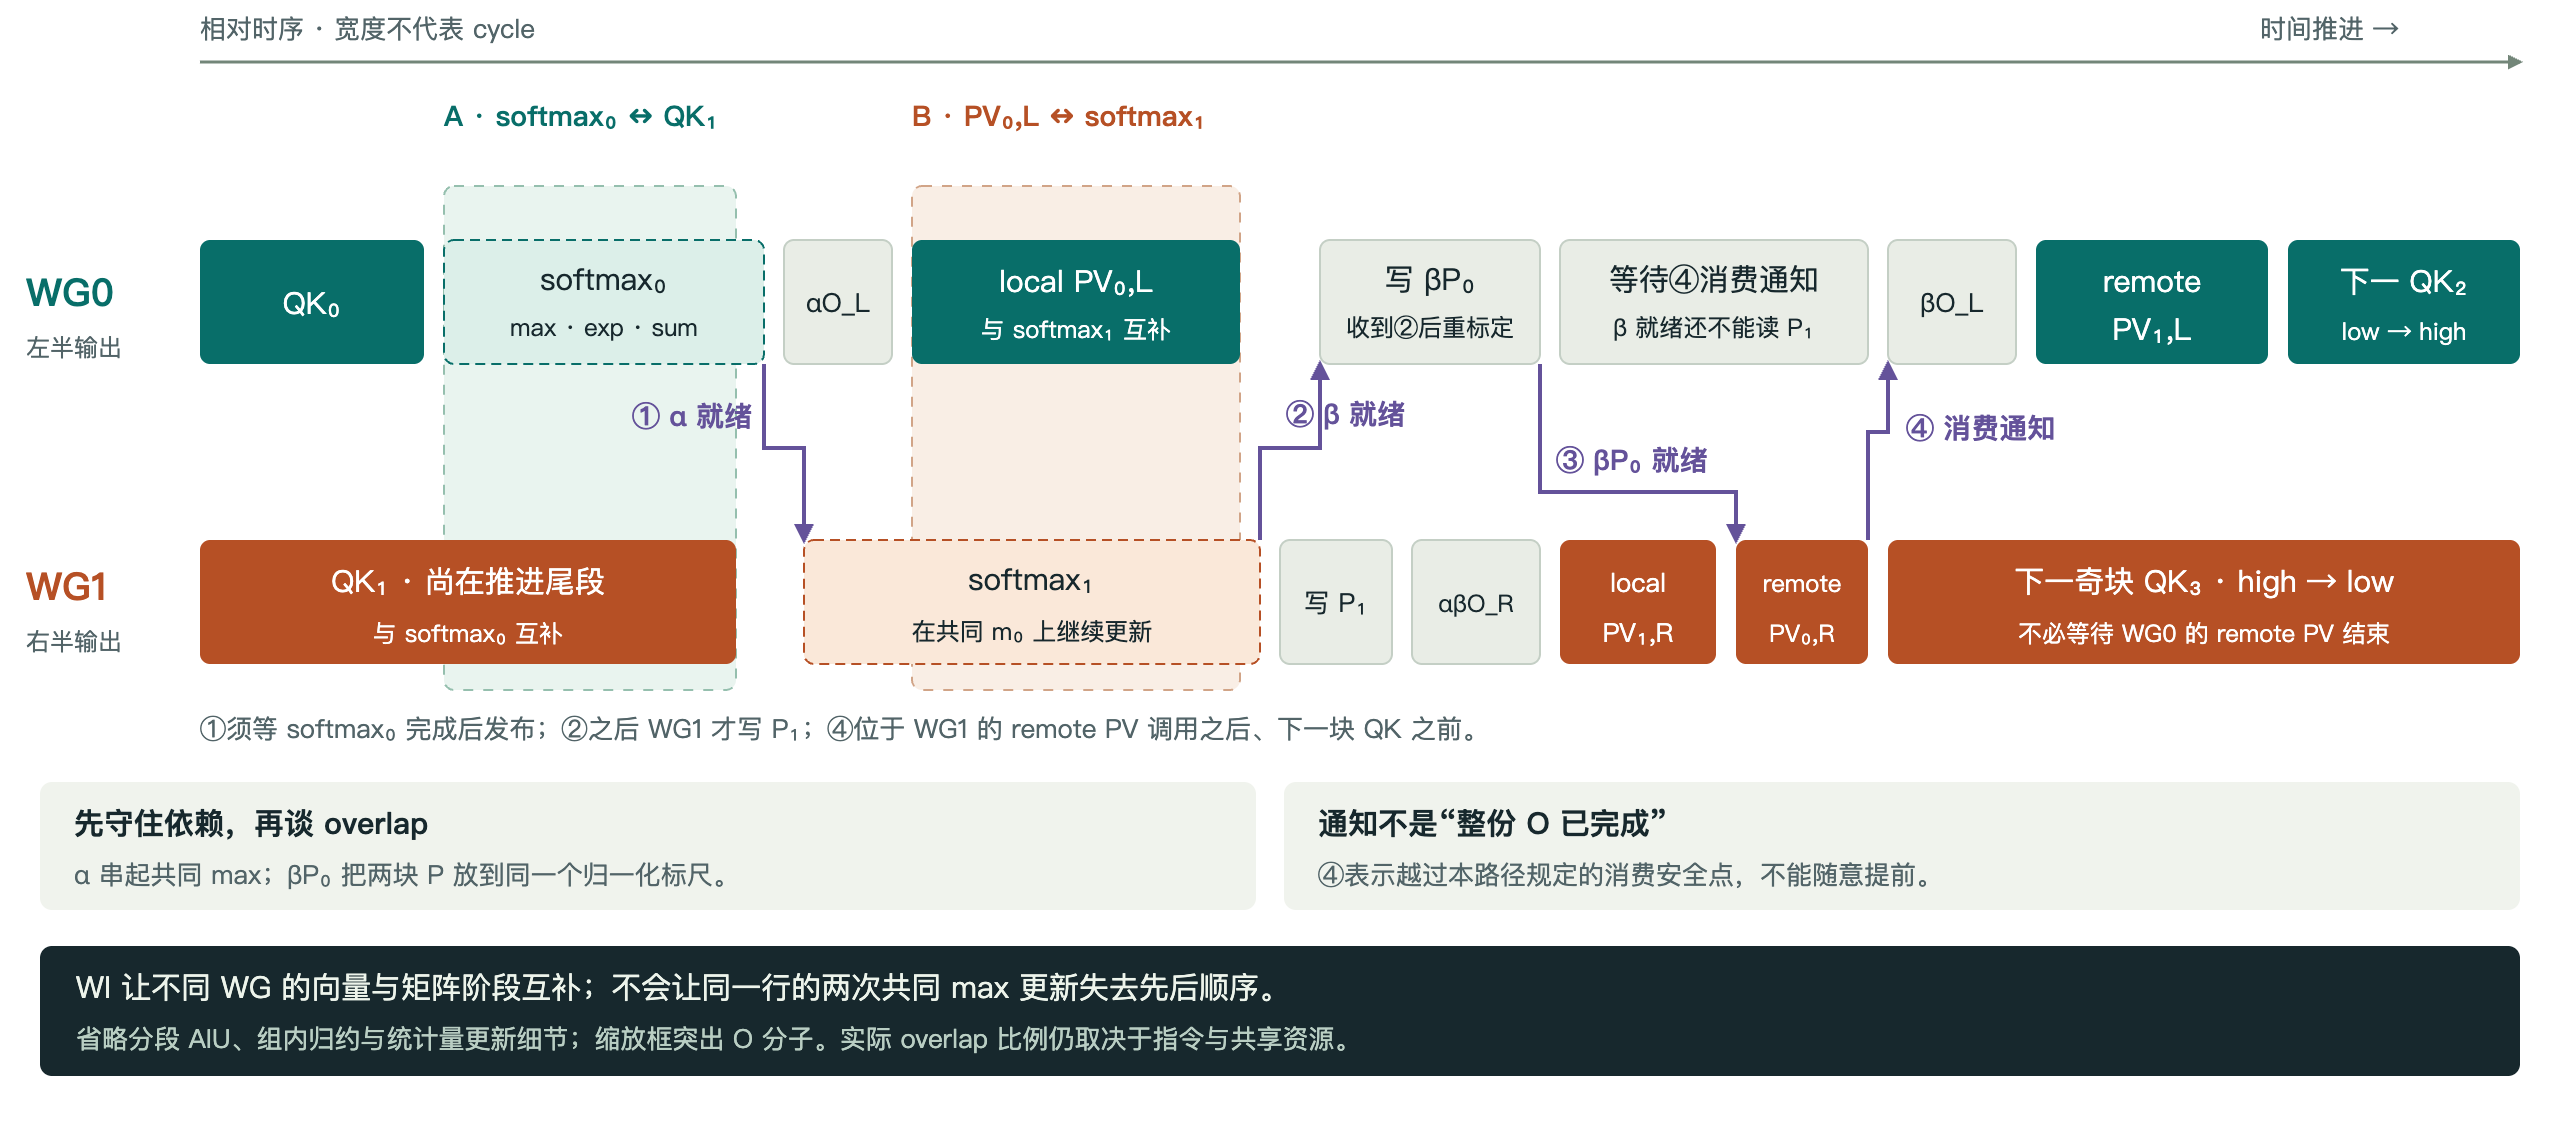 相对时序 · 宽度不代表 cycle
时间推进 →
A · softmax₀ ↔ QK₁
B · PV₀,L ↔ softmax₁
WG0
左半输出
QK₀
softmax₀
max · exp · sum
αO_L
local PV₀,L
与 softmax₁ 互补
写 βP₀
收到②后重标定
等待④消费通知
β 就绪还不能读 P₁
βO_L
remote
PV₁,L
下一 QK₂
low → high
① α 就绪
② β 就绪
③ βP₀ 就绪
④ 消费通知
WG1
右半输出
QK₁ · 尚在推进尾段
与 softmax₀ 互补
softmax₁
在共同 m₀ 上继续更新
写 P₁
αβO_R
local
PV₁,R
remote
PV₀,R
下一奇块 QK₃ · high → low
不必等待 WG0 的 remote PV 结束
①须等 softmax₀ 完成后发布；②之后 WG1 才写 P₁；④位于 WG1 的 remote PV 调用之后、下一块 QK 之前。
先守住依赖，再谈 overlap
α 串起共同 max；βP₀ 把两块 P 放到同一个归一化标尺。
通知不是“整份 O 已完成”
④表示越过本路径规定的消费安全点，不能随意提前。
WI 让不同 WG 的向量与矩阵阶段互补；不会让同一行的两次共同 max 更新失去先后顺序。
省略分段 AIU、组内归约与统计量更新细节；缩放框突出 O 分子。实际 overlap 比例仍取决于指令与共享资源。